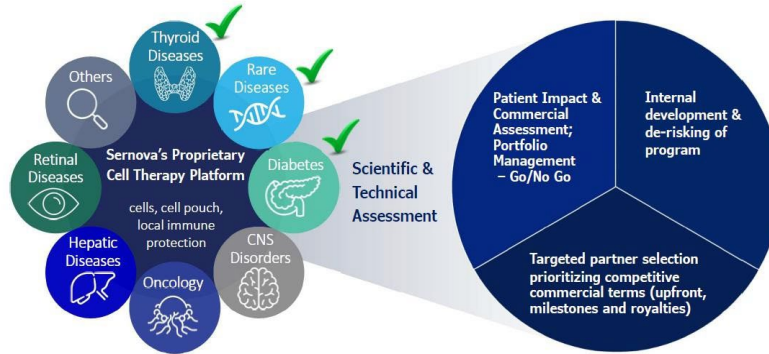 Thyroid
Diseases
Others
Rare
Diseases
Retinal
Diseases
Sernova's Proprietary
Cell Therapy Platform
cells, cell pouch,
local immune
protection
Diabetes
Hepatic
Diseases
CNS
Disorders
Oncology
Scientific &
Technical
Assessment
Patient Impact &
Commercial
Assessment;
Portfolio
Management
– Go/No Go
Internal
development &
de-risking of
program
Targeted partner selection
prioritizing competitive
commercial terms (upfront,
milestones and royalties)